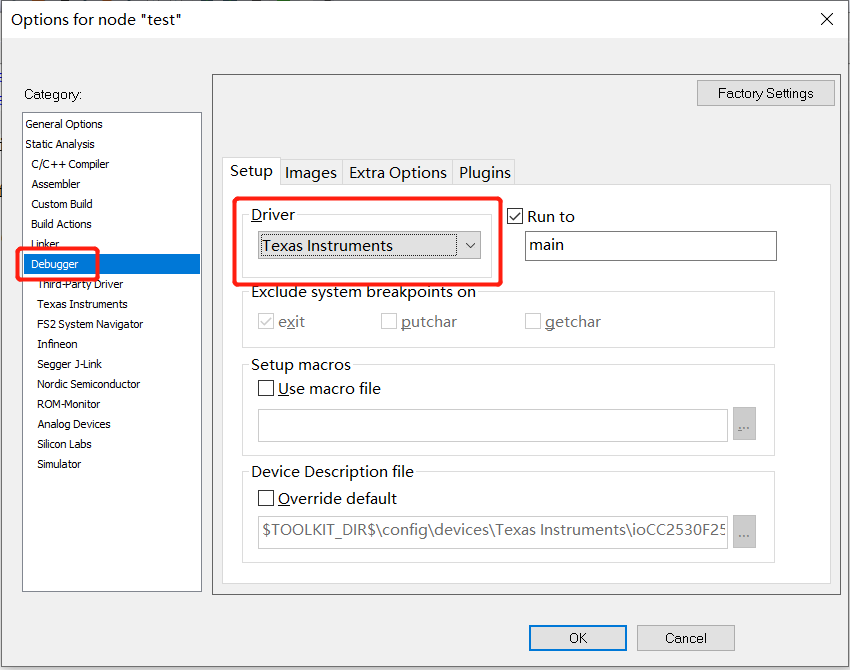 Options for node "test"
Category:
General Options
Static Analysis
C/C++ Compiler
Assembler
Custom Build
Build Actions
Linker
Debugger
Third-Party Driver
Texas Instruments
FS2 System Navigator
Infineon
Segger J-Link
Nordic Semiconductor
ROM-Monitor
Analog Devices
Silicon Labs
Simulator
Factory Settings
Setup Images Extra Options Plugins
Driver
Texas Instruments
Run to
main
Exclude system breakpoints on
exit putchar getchar
Setup macros
Use macro file
...
Device Description file
Override default
$TOOLKIT_DIR$\config\devices\Texas Instruments\ioCC2530F25
...
OK Cancel